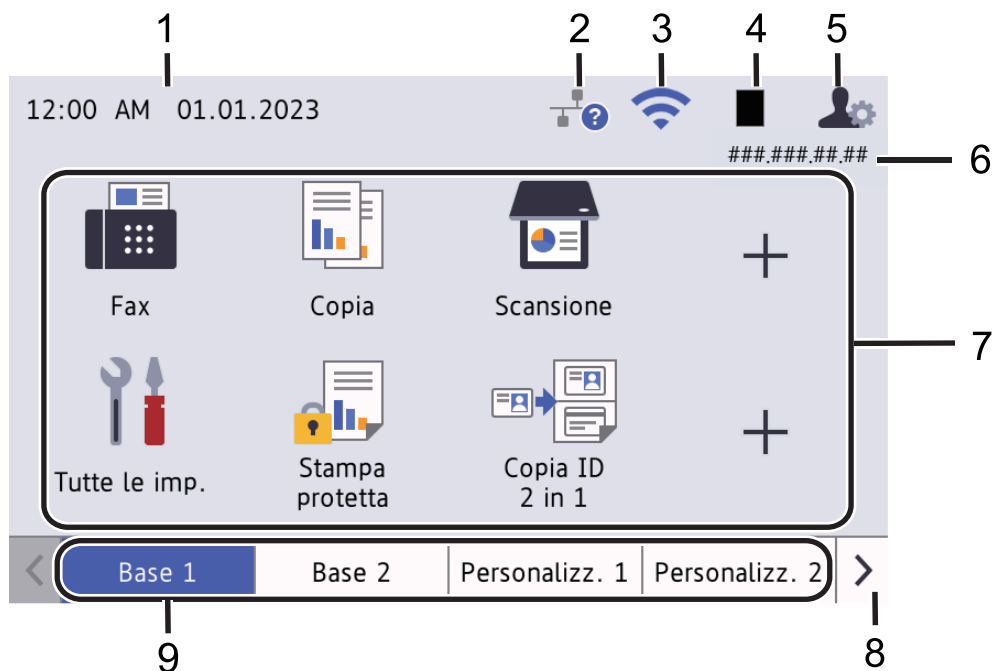 1 2 3 4 5
12:00 AM 01.01.2023
?
###.###.##.## 6
Fax Copia Scansione
7
Tutte le imp. Stampa protetta Copia ID 2 in 1
Base 1 Base 2 Personalizz. 1 Personalizz. 2
9 8